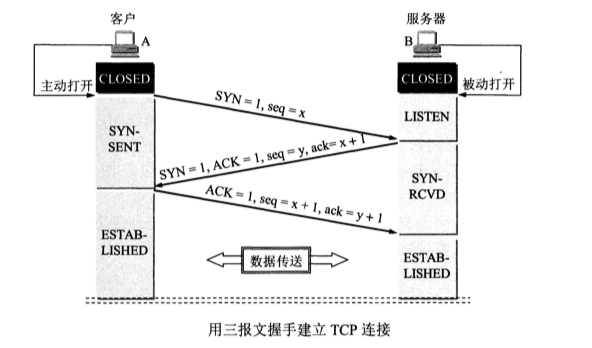 客户
服务器
A
B
CLOSED
CLOSED
主动打开
被动打开
SYN = 1, seq = x
LISTEN
SYN-
SENT
SYN = 1, ACK = 1, seq = y, ack= x + 1
SYN-
RCVD
ACK = 1, seq = x + 1, ack = y + 1
ESTAB-
LISHED
数据传送
ESTAB-
LISHED
用三报文握手建立 TCP 连接